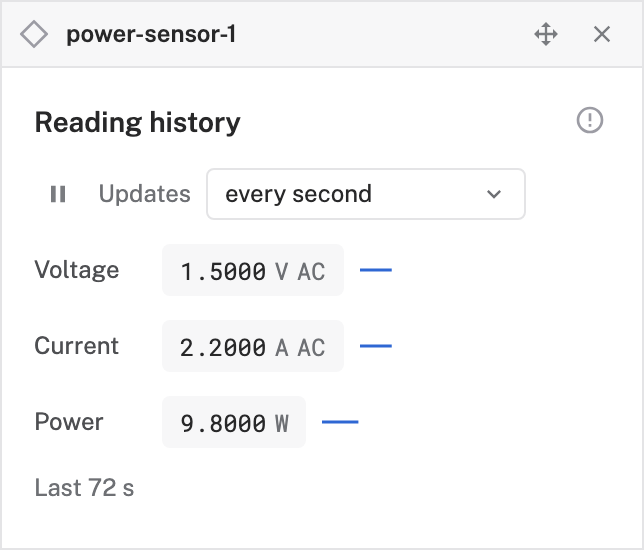 power-sensor-1
Reading history
Updates every second
Voltage 1.5000 V AC
Current 2.2000 A AC
Power 9.8000 W
Last 72 s